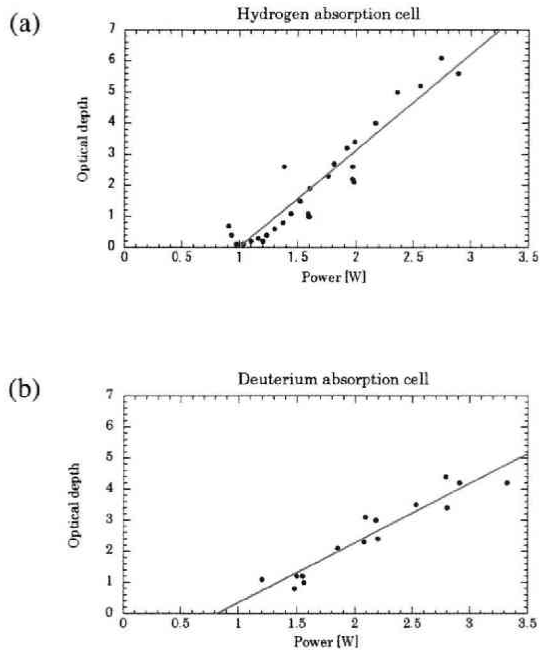 (a)
Hydrogen absorption cell
7
6
5
4
3
2
1
0
Optical depth
0 0.5 1 1.5 2 2.5 3 3.5
Power [W]
(b)
Deuterium absorption cell
7
6
5
4
3
2
1
0
Optical depth
0 0.5 1 1.5 2 2.5 3 3.5
Power [W]